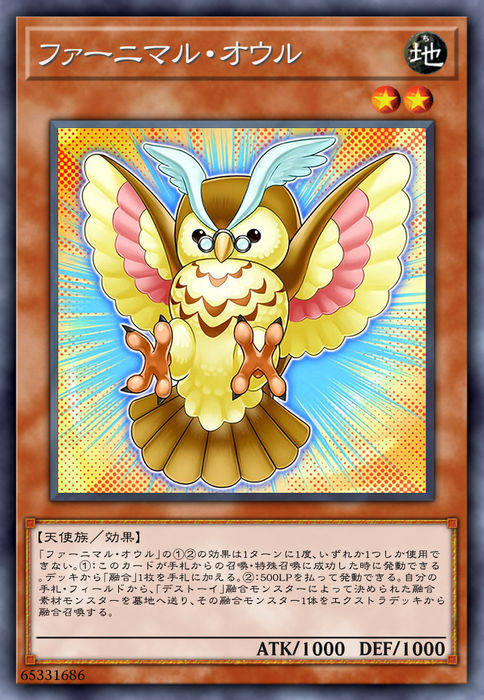 ファーニマル・オウル
ち
地
【天使族／効果】
「ファーニマル・オウル」の①②の効果は1ターンに1度、いずれか1つしか使用で
きない。①：このカードが手札からの召喚・特殊召喚に成功した時に発動できる。
デッキから「融合」1枚を手札に加える。②：500LPを払って発動できる。自分の
手札・フィールドから、「デストーイ」融合モンスターによって決められた融合
素材モンスターを墓地へ送り、その融合モンスター1体をエクストラデッキから
融合召喚する。
ATK/1000 DEF/1000
65331686